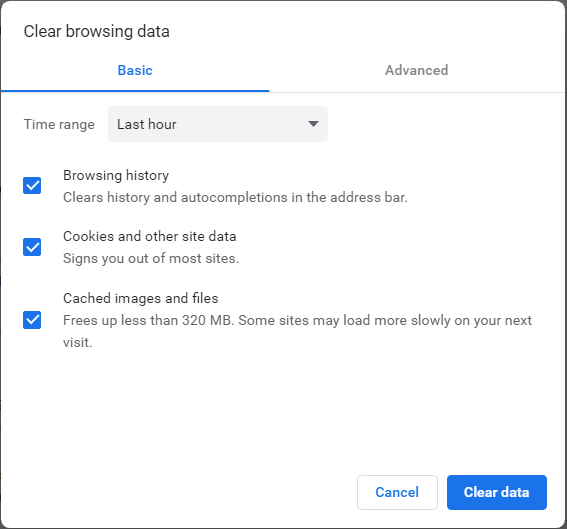 Clear browsing data
Basic
Advanced
Time range
Last hour
Browsing history
Clears history and autocompletions in the address bar.
Cookies and other site data
Signs you out of most sites.
Cached images and files
Frees up less than 320 MB. Some sites may load more slowly on your next
visit.
Cancel
Clear data